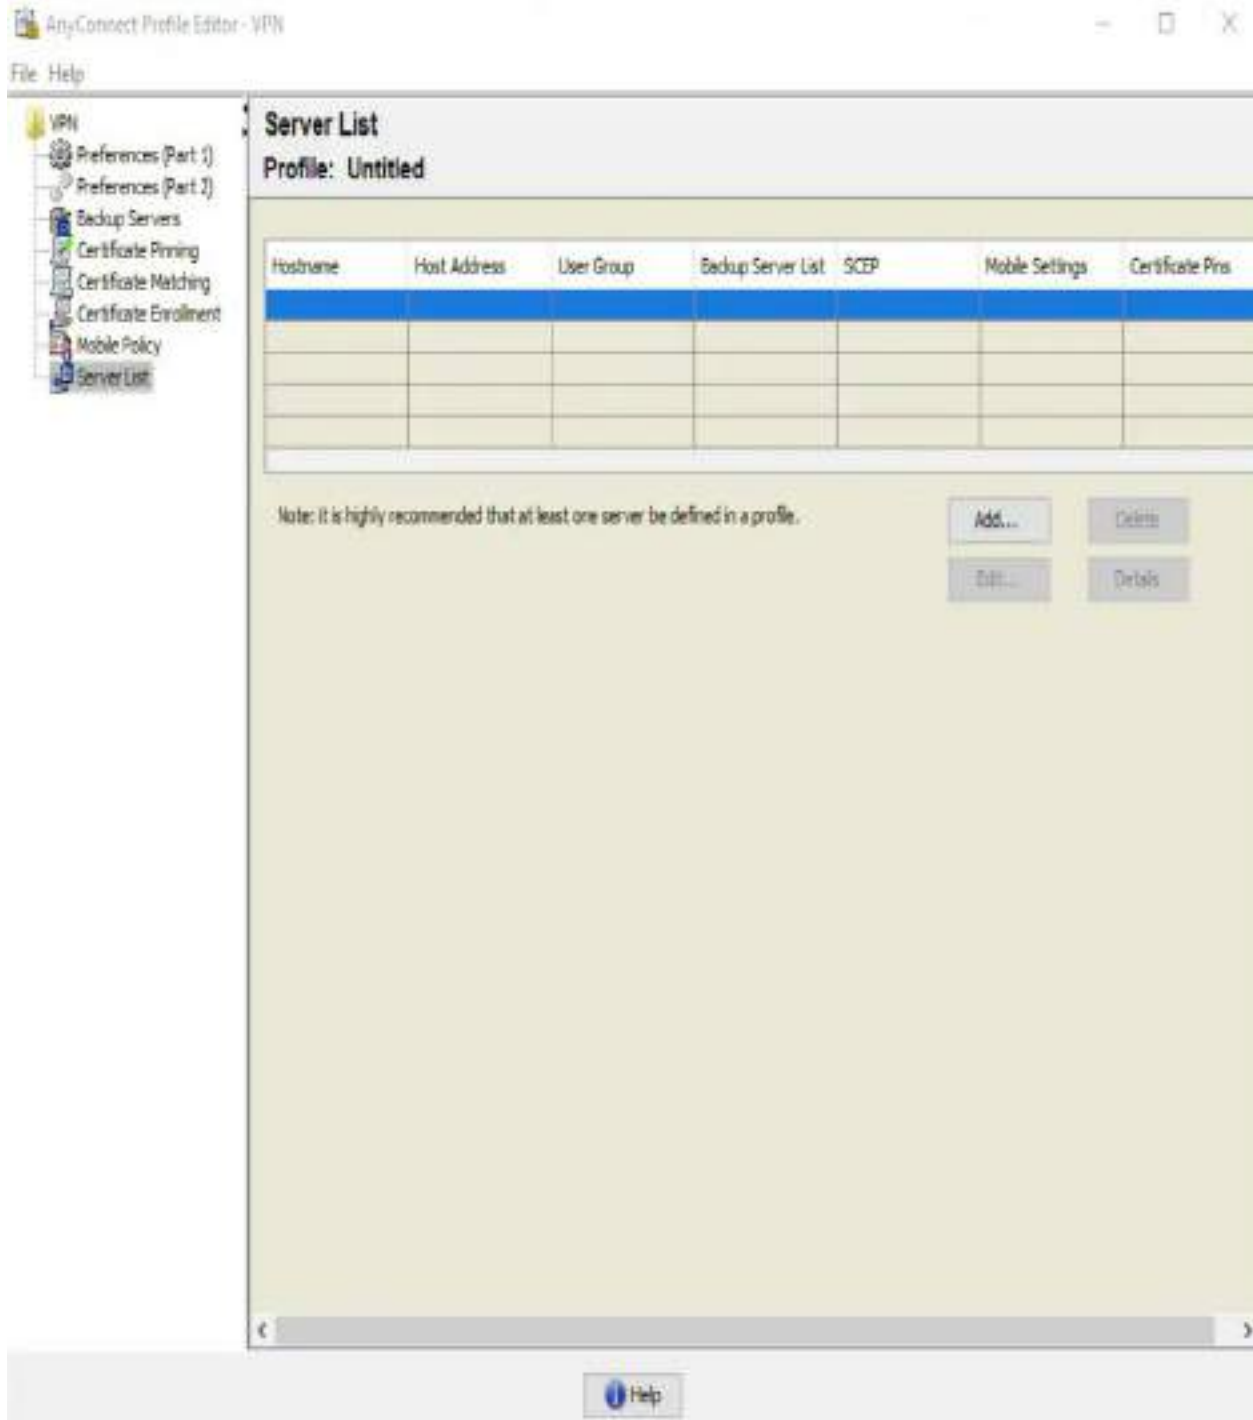 AnyConnect Profile Editor - VPN
File Help
VPN
Preferences (Part 1)
Preferences (Part 2)
Backup Servers
Certificate Pinning
Certificate Matching
Certificate Enrollment
Mobile Policy
Server List
Server List
Profile: Untitled
Hostname Host Address User Group Backup Server List SCEP Mobile Settings Certificate Pins
Note: it is highly recommended that at least one server be defined in a profile.
Add... Delete
Edit... Details
Help